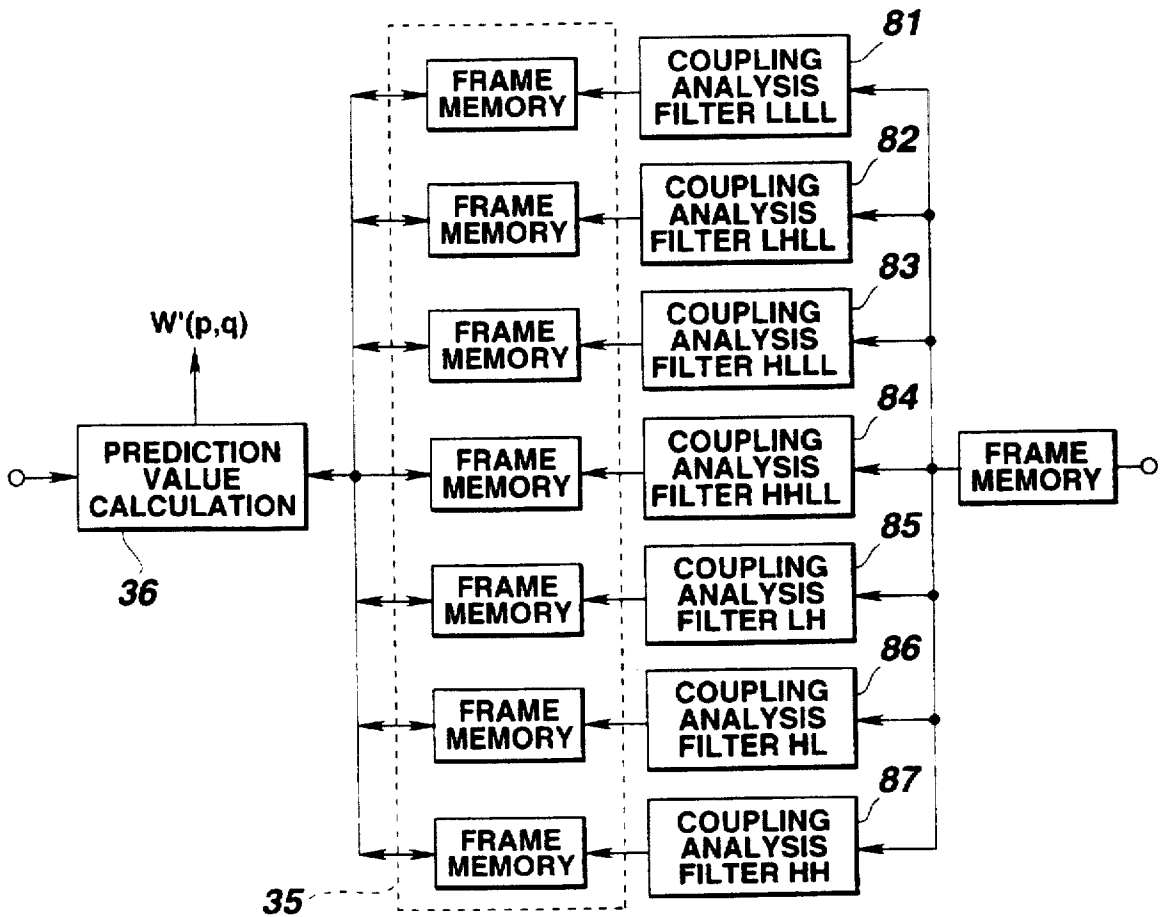 81
FRAME
MEMORY
COUPLING
ANALYSIS
FILTER LLLL
82
FRAME
MEMORY
COUPLING
ANALYSIS
FILTER LHLL
83
W'(p,q)
FRAME
MEMORY
COUPLING
ANALYSIS
FILTER HLLL
84
PREDICTION
VALUE
CALCULATION
36
FRAME
MEMORY
COUPLING
ANALYSIS
FILTER HHLL
FRAME
MEMORY
85
FRAME
MEMORY
COUPLING
ANALYSIS
FILTER LH
86
FRAME
MEMORY
COUPLING
ANALYSIS
FILTER HL
87
FRAME
MEMORY
COUPLING
ANALYSIS
FILTER HH
35